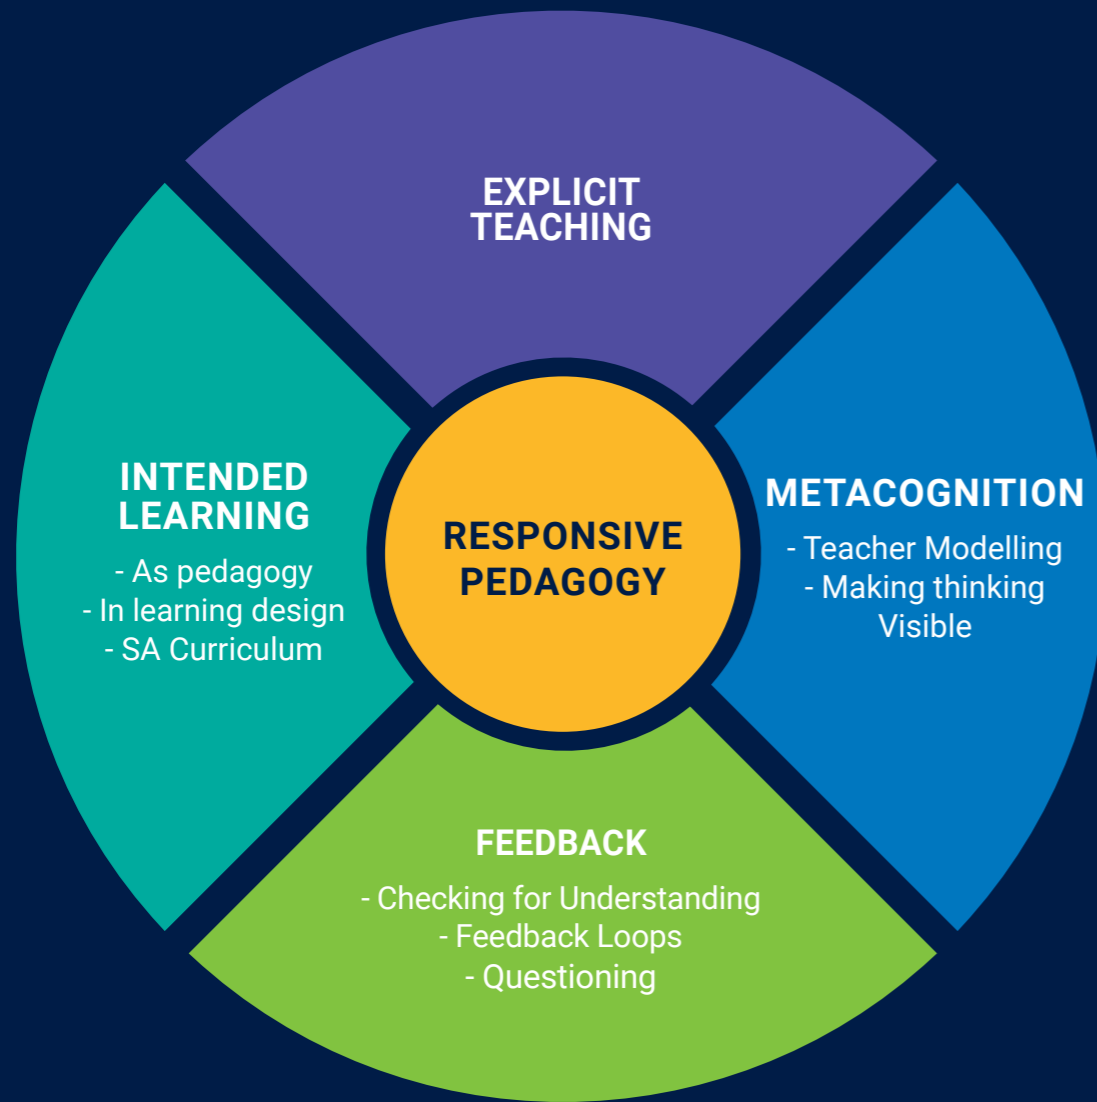 EXPLICIT
TEACHING
INTENDED
LEARNING
- As pedagogy
- In learning design
- SA Curriculum
RESPONSIVE
PEDAGOGY
METACOGNITION
- Teacher Modelling
- Making thinking
Visible
FEEDBACK
- Checking for Understanding
- Feedback Loops
- Questioning